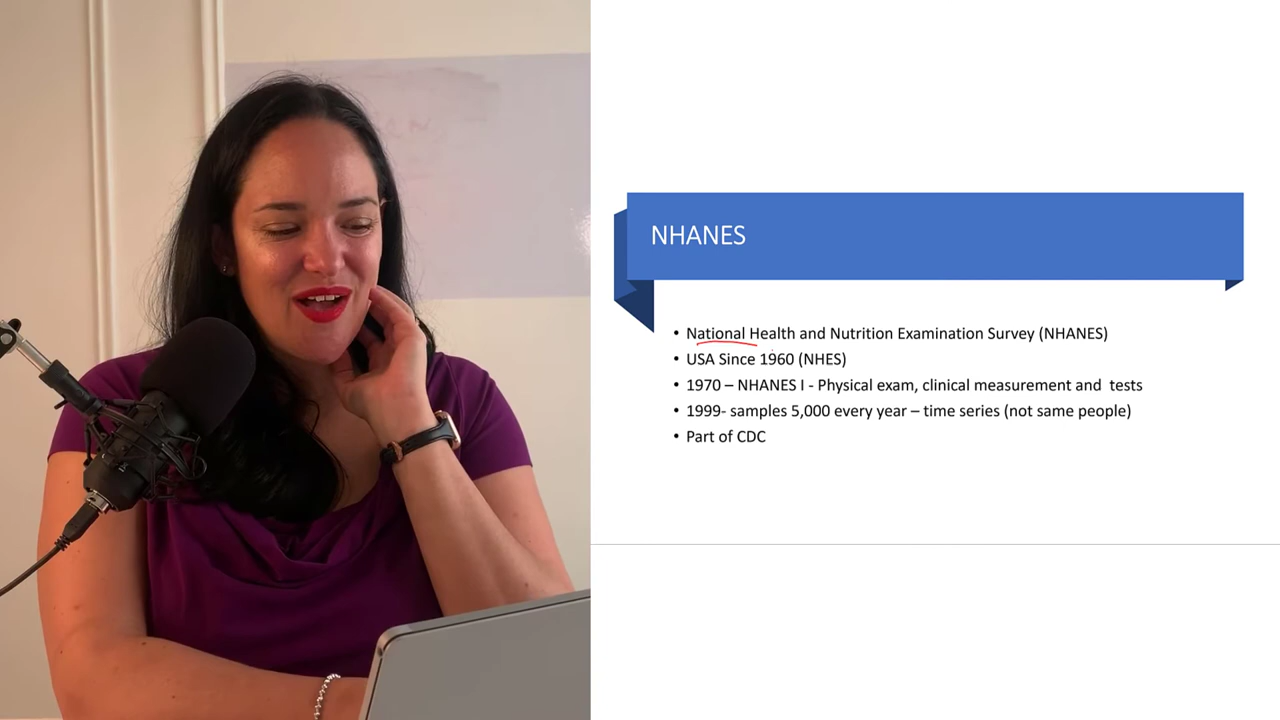 NHANES
• National Health and Nutrition Examination Survey (NHANES)
• USA Since 1960 (NHES)
• 1970 – NHANES I - Physical exam, clinical measurement and  tests
• 1999- samples 5,000 every year – time series (not same people)
• Part of CDC